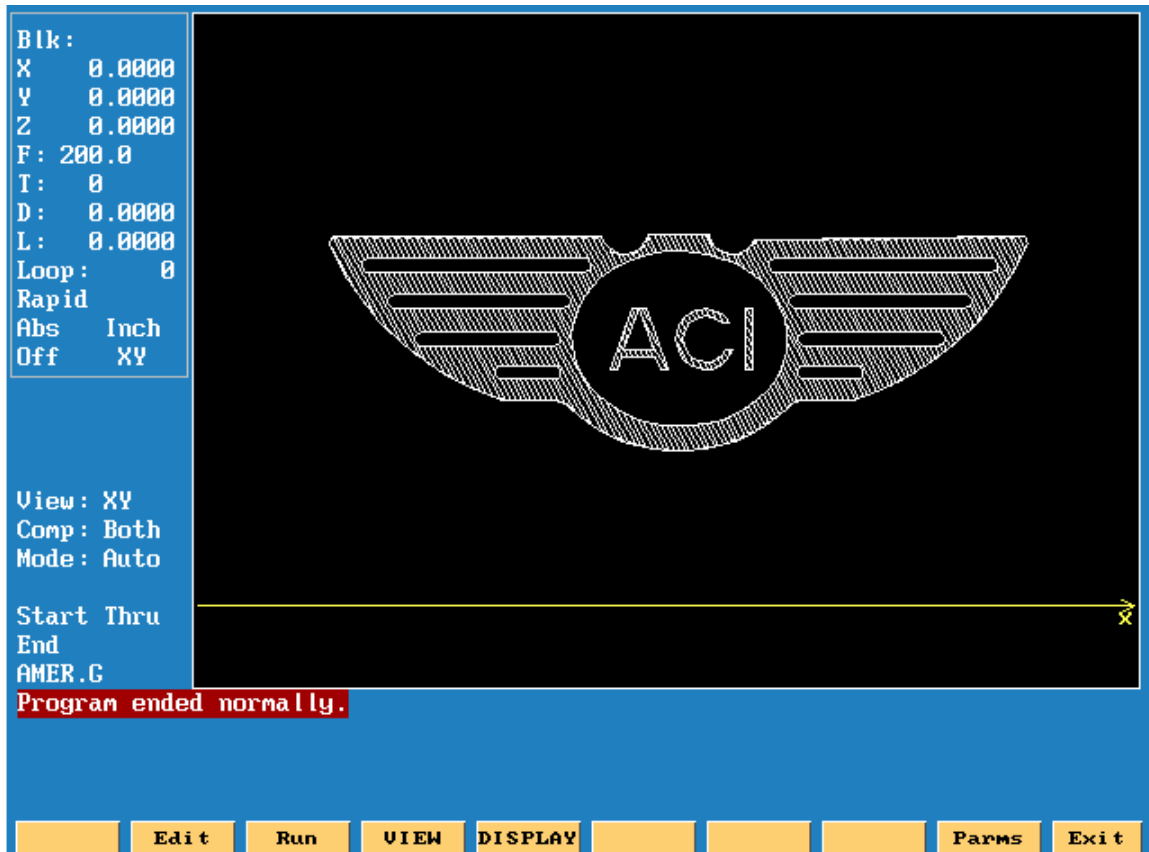 Blk:
X 0.0000
Y 0.0000
Z 0.0000
F: 200.0
T: 0
D: 0.0000
L: 0.0000
Loop: 0
Rapid
Abs Inch
Off XY
ACI
View: XY
Comp: Both
Mode: Auto
Start Thru
End
AMER.G
X
Program ended normally.
Edit Run VIEW DISPLAY Parms Exit